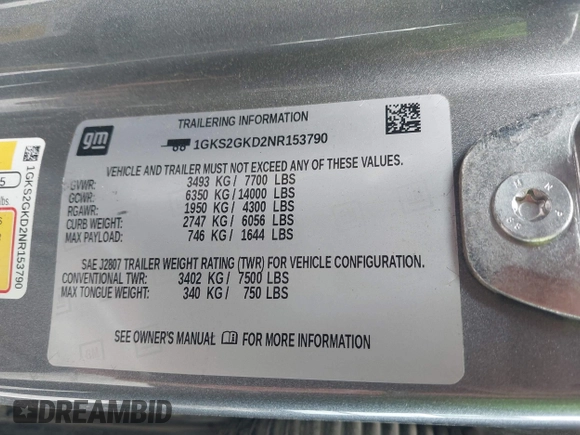 gm
TRAILERING INFORMATION
1GKS2GKD2NR153790
VEHICLE AND TRAILER MUST NOT EXCEED ANY OF THESE VALUES.
GVWR: 3493 KG / 7700 LBS
GCWR: 6350 KG / 14000 LBS
RGAWR: 1950 KG / 4300 LBS
CURB WEIGHT: 2747 KG / 6056 LBS
MAX PAYLOAD: 746 KG / 1644 LBS
SAE J2807 TRAILER WEIGHT RATING (TWR) FOR VEHICLE CONFIGURATION.
CONVENTIONAL TWR: 3402 KG / 7500 LBS
MAX TONGUE WEIGHT: 340 KG / 750 LBS
SEE OWNER'S MANUAL FOR MORE INFORMATION
1GKS2GKD2NR153790
5
lbs.
DREAMBID